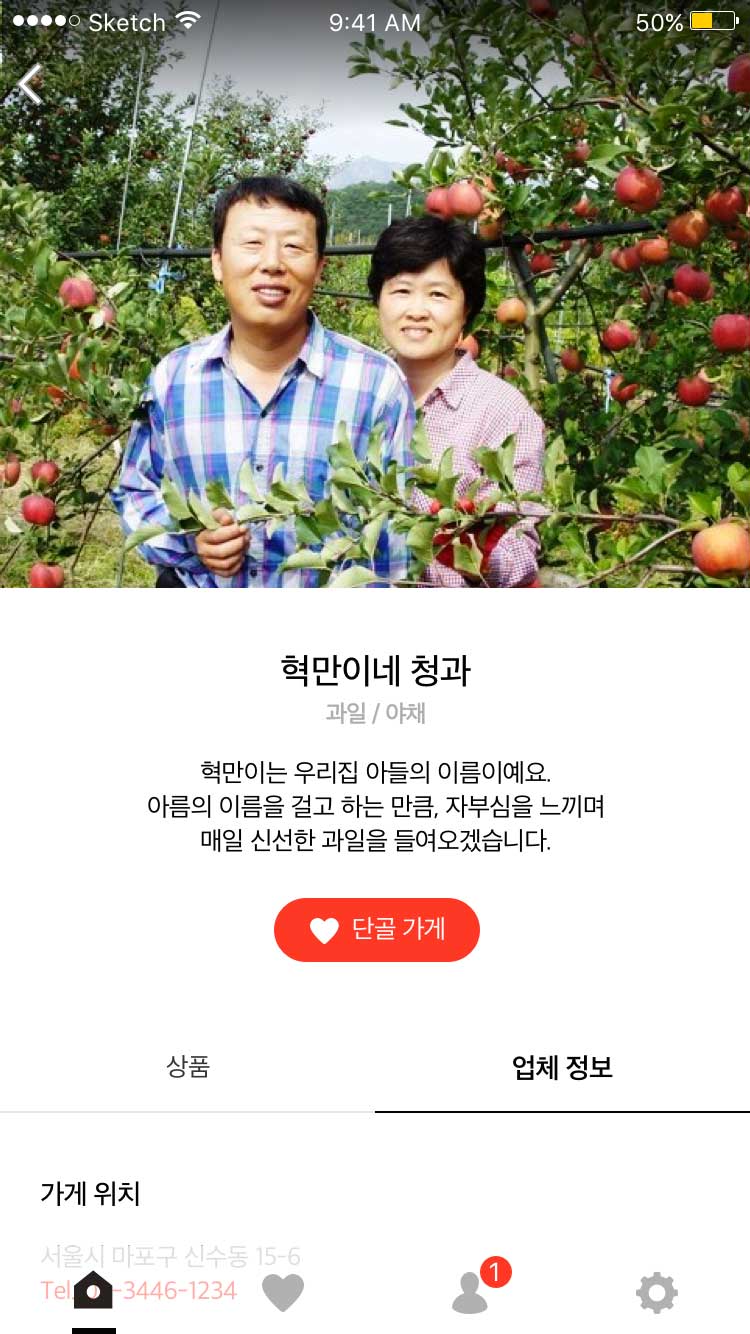 Sketch 9:41 AM 50%
혁만이네 청과
과일 / 야채
혁만이는 우리집 아들의 이름이예요.
아름의 이름을 걸고 하는 만큼, 자부심을 느끼며
매일 신선한 과일을 들여오겠습니다.
단골 가게
상품 업체 정보
가게 위치
서울시 마포구 신수동 15-6
Tel. -3446-1234
1